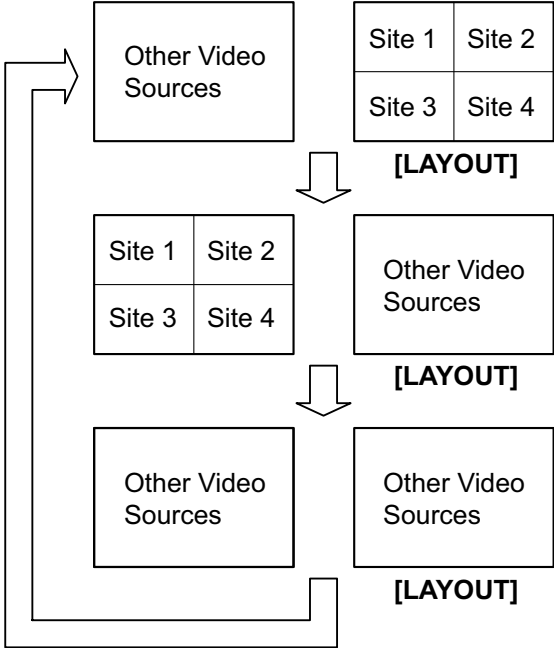 Other Video
Sources
Site 1 Site 2
Site 3 Site 4
[LAYOUT]
Site 1 Site 2
Site 3 Site 4
Other Video
Sources
[LAYOUT]
Other Video
Sources
Other Video
Sources
[LAYOUT]